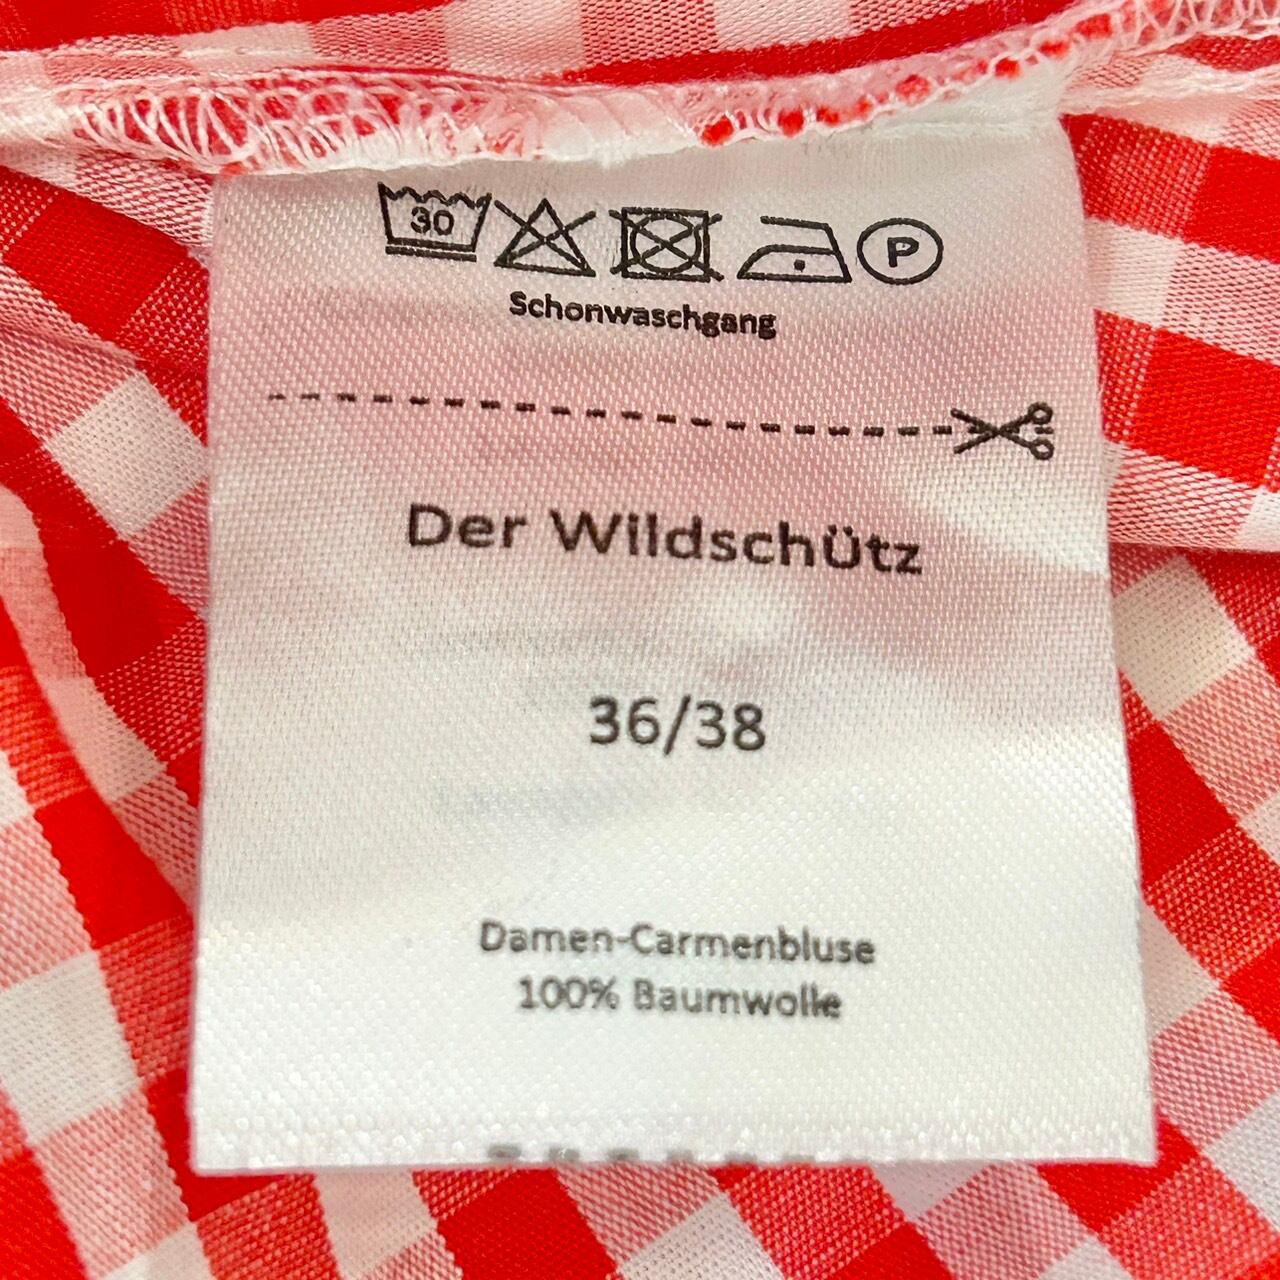 30
P
Schonwaschgang
Der Wildschütz
36/38
Damen-Carmenbluse
100% Baumwolle